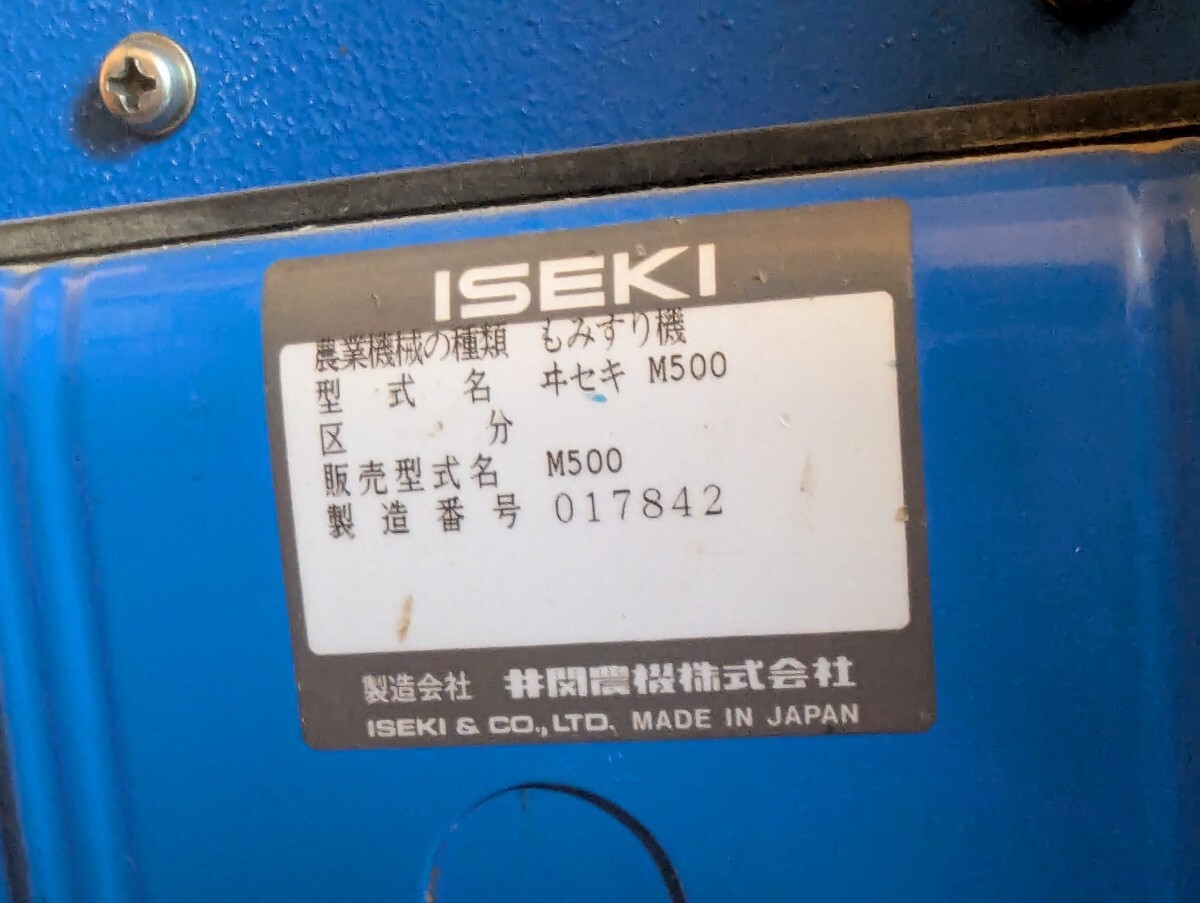 ISEKI
農業機械の種類 もみすり機
型式名 ヰセキ M500
区分
販売型式名 M500
製造番号 017842
製造会社 井関農機株式会社
ISEKI & CO., LTD. MADE IN JAPAN